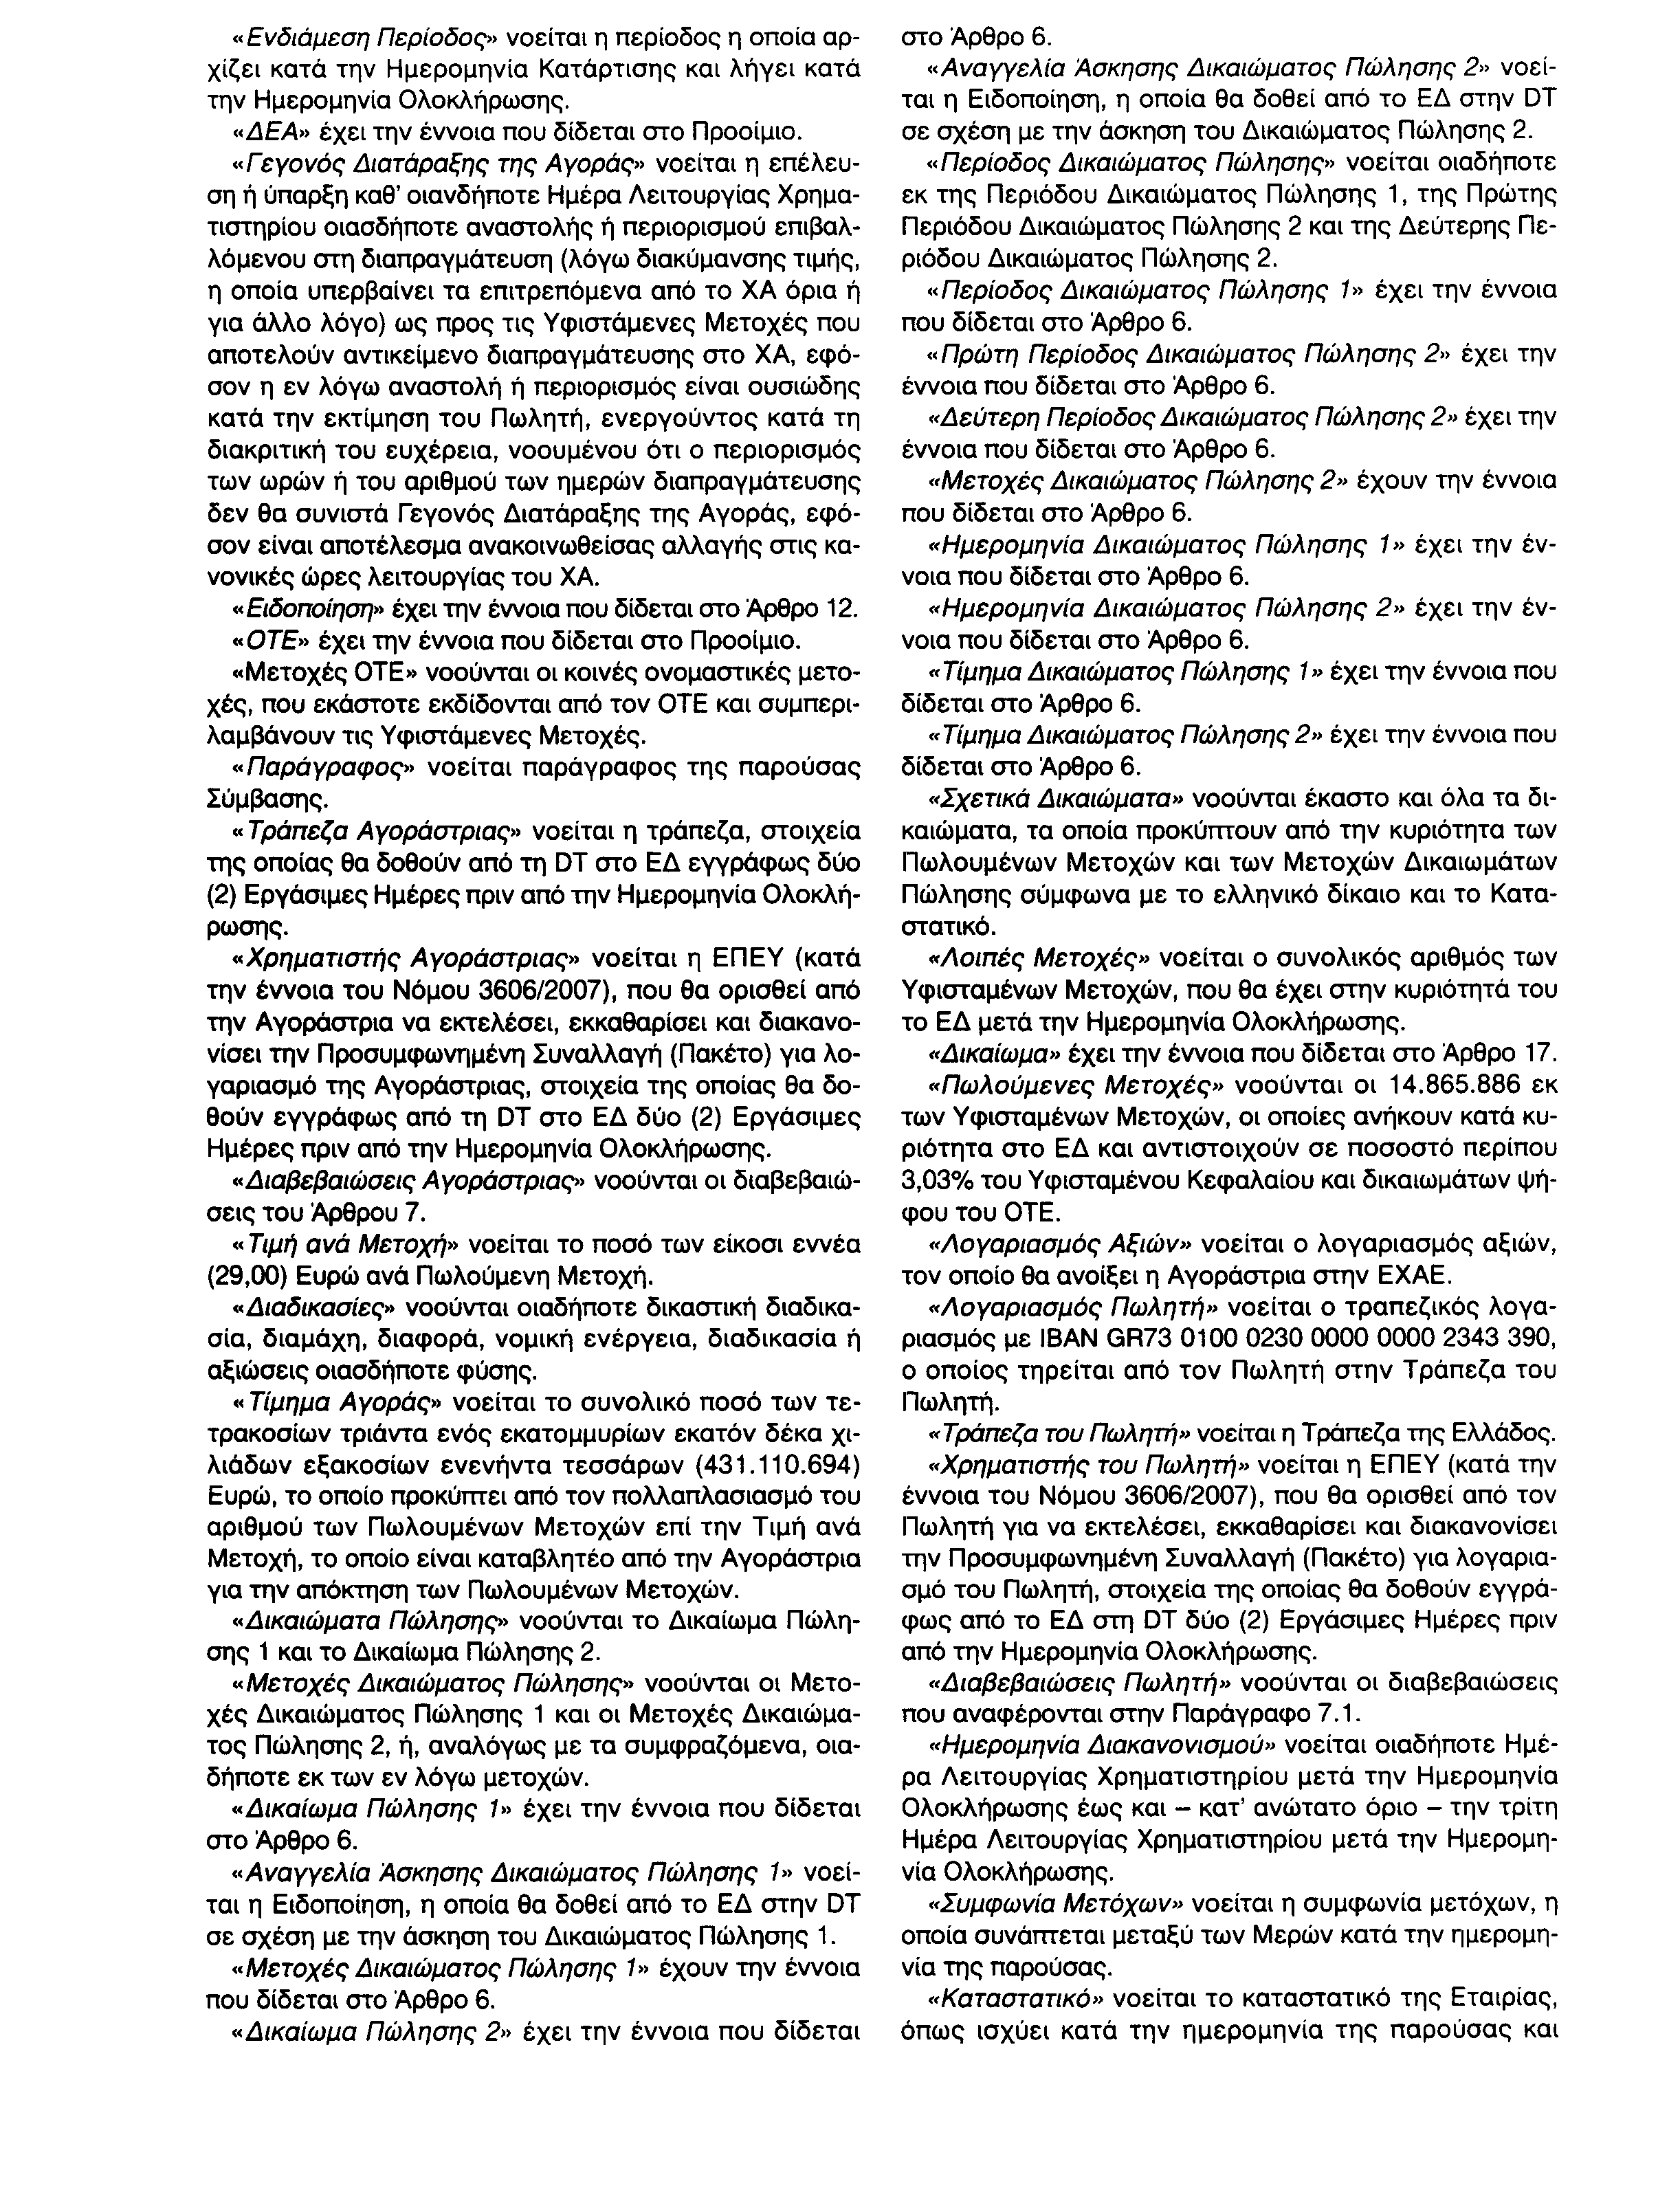 «Ενδιάμεση Περίοδος» νοείται η περίοδος η οποία αρ-
χίζει κατά την Ημερομηνία Κατάρτισης και λήγει κατά
την Ημερομηνία Ολοκλήρωσης.
«ΔΕΑ» έχει την έννοια που δίδεται στο Προοίμιο.
«Γεγονός Διατάραξης της Αγοράς» νοείται η επέλευ-
ση ή ύπαρξη καθ’ οιανδήποτε Ημέρα Λειτουργίας Χρημα-
τιστηρίου οιασδήποτε αναστολής ή περιορισμού επιβαλ-
λόμενου στη διαπραγμάτευση (λόγω διακύμανσης τιμής,
η οποία υπερβαίνει τα επιτρεπόμενα από το ΧΑ όρια ή
για άλλο λόγο) ως προς τις Υφιστάμενες Μετοχές που
αποτελούν αντικείμενο διαπραγμάτευσης στο ΧΑ, εφό-
σον η εν λόγω αναστολή ή περιορισμός είναι ουσιώδης
κατά την εκτίμηση του Πωλητή, ενεργούντος κατά τη
διακριτική του ευχέρεια, νοουμένου ότι ο περιορισμός
των ωρών ή του αριθμού των ημερών διαπραγμάτευσης
δεν θα συνιστά Γεγονός Διατάραξης της Αγοράς, εφό-
σον είναι αποτέλεσμα ανακοινωθείσας αλλαγής στις κα-
νονικές ώρες λειτουργίας του ΧΑ.
«Ειδοποίηση» έχει την έννοια που δίδεται στο Άρθρο 12.
«ΟΤΕ» έχει την έννοια που δίδεται στο Προοίμιο.
«Μετοχές ΟΤΕ» νοούνται οι κοινές ονομαστικές μετο-
χές, που εκάστοτε εκδίδονται από τον ΟΤΕ και συμπερι-
λαμβάνουν τις Υφιστάμενες Μετοχές.
«Παράγραφος» νοείται παράγραφος της παρούσας
Σύμβασης.
«Τράπεζα Αγοράστριας» νοείται η τράπεζα, στοιχεία
της οποίας θα δοθούν από τη DT στο ΕΔ εγγράφως δύο
(2) Εργάσιμες Ημέρες πριν από την Ημερομηνία Ολοκλή-
ρωσης.
«Χρηματιστής Αγοράστριας» νοείται η ΕΠΕΥ (κατά
την έννοια του Νόμου 3606/2007), που θα ορισθεί από
την Αγοράστρια να εκτελέσει, εκκαθαρίσει και διακανο-
νίσει την Προσυμφωνημένη Συναλλαγή (Πακέτο) για λο-
γαριασμό της Αγοράστριας, στοιχεία της οποίας θα δο-
θούν εγγράφως από τη DT στο ΕΔ δύο (2) Εργάσιμες
Ημέρες πριν από την Ημερομηνία Ολοκλήρωσης.
«Διαβεβαιώσεις Αγοράστριας» νοούνται οι διαβεβαιώ-
σεις του Άρθρου 7.
«Τιμή ανά Μετοχή» νοείται το ποσό των είκοσι εννέα
(29,00) Ευρώ ανά Πωλούμενη Μετοχή.
«Διαδικασίες» νοούνται οιαδήποτε δικαστική διαδικα-
σία, διαμάχη, διαφορά, νομική ενέργεια, διαδικασία ή
αξιώσεις οιασδήποτε φύσης.
«Τίμημα Αγοράς» νοείται το συνολικό ποσό των τε-
τρακοσίων τριάντα ενός εκατομμυρίων εκατόν δέκα χι-
λιάδων εξακοσίων ενενήντα τεσσάρων (431.110.694)
Ευρώ, το οποίο προκύπτει από τον πολλαπλασιασμό του
αριθμού των Πωλουμένων Μετοχών επί την Τιμή ανά
Μετοχή, το οποίο είναι καταβλητέο από την Αγοράστρια
για την απόκτηση των Πωλουμένων Μετοχών.
«Δικαιώματα Πώλησης» νοούνται το Δικαίωμα Πώλη-
σης 1 και το Δικαίωμα Πώλησης 2.
«Μετοχές Δικαιώματος Πώλησης» νοούνται οι Μετο-
χές Δικαιώματος Πώλησης 1 και οι Μετοχές Δικαιώμα-
τος Πώλησης 2, ή, αναλόγως με τα συμφραζόμενα, οια-
δήποτε εκ των εν λόγω μετοχών.
«Δικαίωμα Πώλησης 1» έχει την έννοια που δίδεται
στο Άρθρο 6.
«Αναγγελία Άσκησης Δικαιώματος Πώλησης 1» νοεί-
ται η Ειδοποίηση, η οποία θα δοθεί από το ΕΔ στην DT
σε σχέση με την άσκηση του Δικαιώματος Πώλησης 1.
«Μετοχές Δικαιώματος Πώλησης 1» έχουν την έννοια
που δίδεται στο Άρθρο 6.
«Δικαίωμα Πώλησης 2» έχει την έννοια που δίδεται
στο Άρθρο 6.
«Αναγγελία Άσκησης Δικαιώματος Πώλησης 2» νοεί-
ται η Ειδοποίηση, η οποία θα δοθεί από το ΕΔ στην DT
σε σχέση με την άσκηση του Δικαιώματος Πώλησης 2.
«Περίοδος Δικαιώματος Πώλησης» νοείται οιαδήποτε
εκ της Περιόδου Δικαιώματος Πώλησης 1, της Πρώτης
Περιόδου Δικαιώματος Πώλησης 2 και της Δεύτερης Πε-
ριόδου Δικαιώματος Πώλησης 2.
«Περίοδος Δικαιώματος Πώλησης 1» έχει την έννοια
που δίδεται στο Άρθρο 6.
«Πρώτη Περίοδος Δικαιώματος Πώλησης 2» έχει την
έννοια που δίδεται στο Άρθρο 6.
«Δεύτερη Περίοδος Δικαιώματος Πώλησης 2» έχει την
έννοια που δίδεται στο Άρθρο 6.
«Μετοχές Δικαιώματος Πώλησης 2» έχουν την έννοια
που δίδεται στο Άρθρο 6.
«Ημερομηνία Δικαιώματος Πώλησης 1» έχει την έν-
νοια που δίδεται στο Άρθρο 6.
«Ημερομηνία Δικαιώματος Πώλησης 2» έχει την έν-
νοια που δίδεται στο Άρθρο 6.
«Τίμημα Δικαιώματος Πώλησης 1» έχει την έννοια που
δίδεται στο Άρθρο 6.
«Τίμημα Δικαιώματος Πώλησης 2» έχει την έννοια που
δίδεται στο Άρθρο 6.
«Σχετικά Δικαιώματα» νοούνται έκαστο και όλα τα δι-
καιώματα, τα οποία προκύπτουν από την κυριότητα των
Πωλουμένων Μετοχών και των Μετοχών Δικαιωμάτων
Πώλησης σύμφωνα με το ελληνικό δίκαιο και το Κατα-
στατικό.
«Λοιπές Μετοχές» νοείται ο συνολικός αριθμός των
Υφισταμένων Μετοχών, που θα έχει στην κυριότητά του
το ΕΔ μετά την Ημερομηνία Ολοκλήρωσης.
«Δικαίωμα» έχει την έννοια που δίδεται στο Άρθρο 17.
«Πωλούμενες Μετοχές» νοούνται οι 14.865.886 εκ
των Υφισταμένων Μετοχών, οι οποίες ανήκουν κατά κυ-
ριότητα στο ΕΔ και αντιστοιχούν σε ποσοστό περίπου
3,03% του Υφισταμένου Κεφαλαίου και δικαιωμάτων ψή-
φου του ΟΤΕ.
«Λογαριασμός Αξιών» νοείται ο λογαριασμός αξιών,
τον οποίο θα ανοίξει η Αγοράστρια στην ΕΧΑΕ.
«Λογαριασμός Πωλητή» νοείται ο τραπεζικός λογα-
ριασμός με IBAN GR73 0100 0230 0000 0000 2343 390,
ο οποίος τηρείται από τον Πωλητή στην Τράπεζα του
Πωλητή.
«Τράπεζα του Πωλητή» νοείται η Τράπεζα της Ελλάδος.
«Χρηματιστής του Πωλητή» νοείται η ΕΠΕΥ (κατά την
έννοια του Νόμου 3606/2007), που θα ορισθεί από τον
Πωλητή για να εκτελέσει, εκκαθαρίσει και διακανονίσει
την Προσυμφωνημένη Συναλλαγή (Πακέτο) για λογαρια-
σμό του Πωλητή, στοιχεία της οποίας θα δοθούν εγγρά-
φως από το ΕΔ στη DT δύο (2) Εργάσιμες Ημέρες πριν
από την Ημερομηνία Ολοκλήρωσης.
«Διαβεβαιώσεις Πωλητή» νοούνται οι διαβεβαιώσεις
που αναφέρονται στην Παράγραφο 7.1.
«Ημερομηνία Διακανονισμού» νοείται οιαδήποτε Ημέ-
ρα Λειτουργίας Χρηματιστηρίου μετά την Ημερομηνία
Ολοκλήρωσης έως και – κατ’ ανώτατο όριο – την τρίτη
Ημέρα Λειτουργίας Χρηματιστηρίου μετά την Ημερομη-
νία Ολοκλήρωσης.
«Συμφωνία Μετόχων» νοείται η συμφωνία μετόχων, η
οποία συνάπτεται μεταξύ των Μερών κατά την ημερομη-
νία της παρούσας.
«Καταστατικό» νοείται το καταστατικό της Εταιρίας,
όπως ισχύει κατά την ημερομηνία της παρούσας και